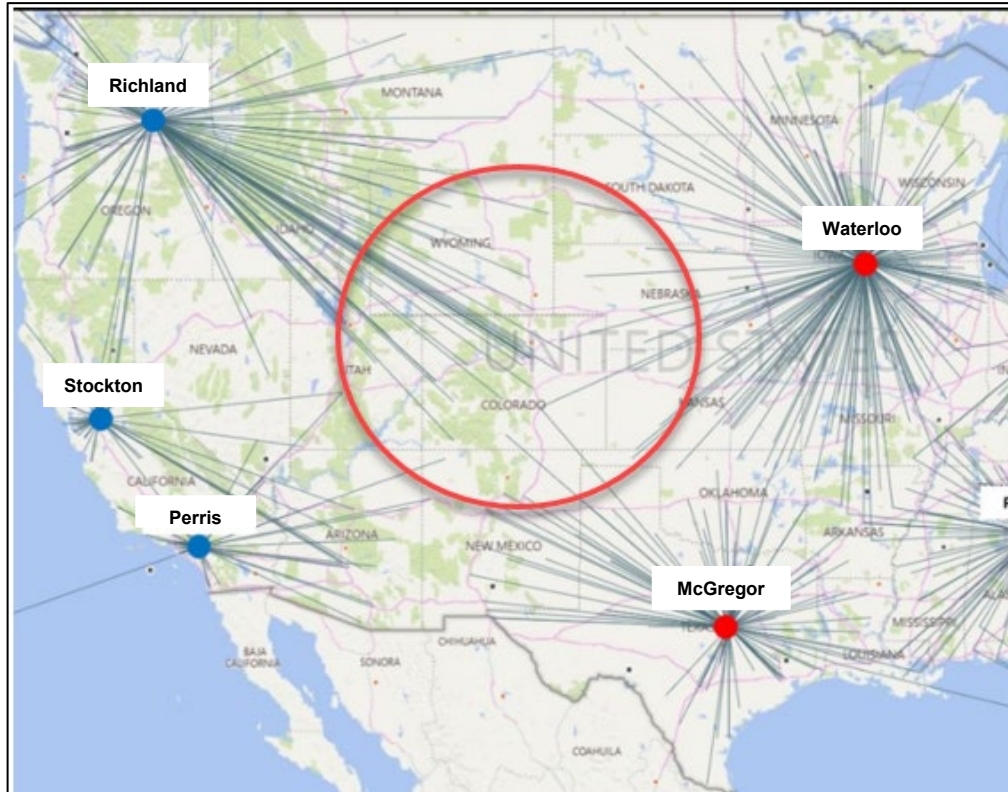 Richland
MONTANA
MINNESOTA
SOUTH DAKOTA
WISCONSIN
OREGON
IDAHO
WYOMING
Waterloo
IOWA
NEBRASKA
NEVADA
UNITED STATES
UTAH
Stockton
COLORADO
KANSAS
MISSOURI
CALIFORNIA
OKLAHOMA
Perris
ARIZONA
NEW MEXICO
ARKANSAS
McGregor
MISSISSIPPI
LOUISIANA
BAJA
CALIFORNIA
SONORA
CHIHUAHUA
COAHUILA